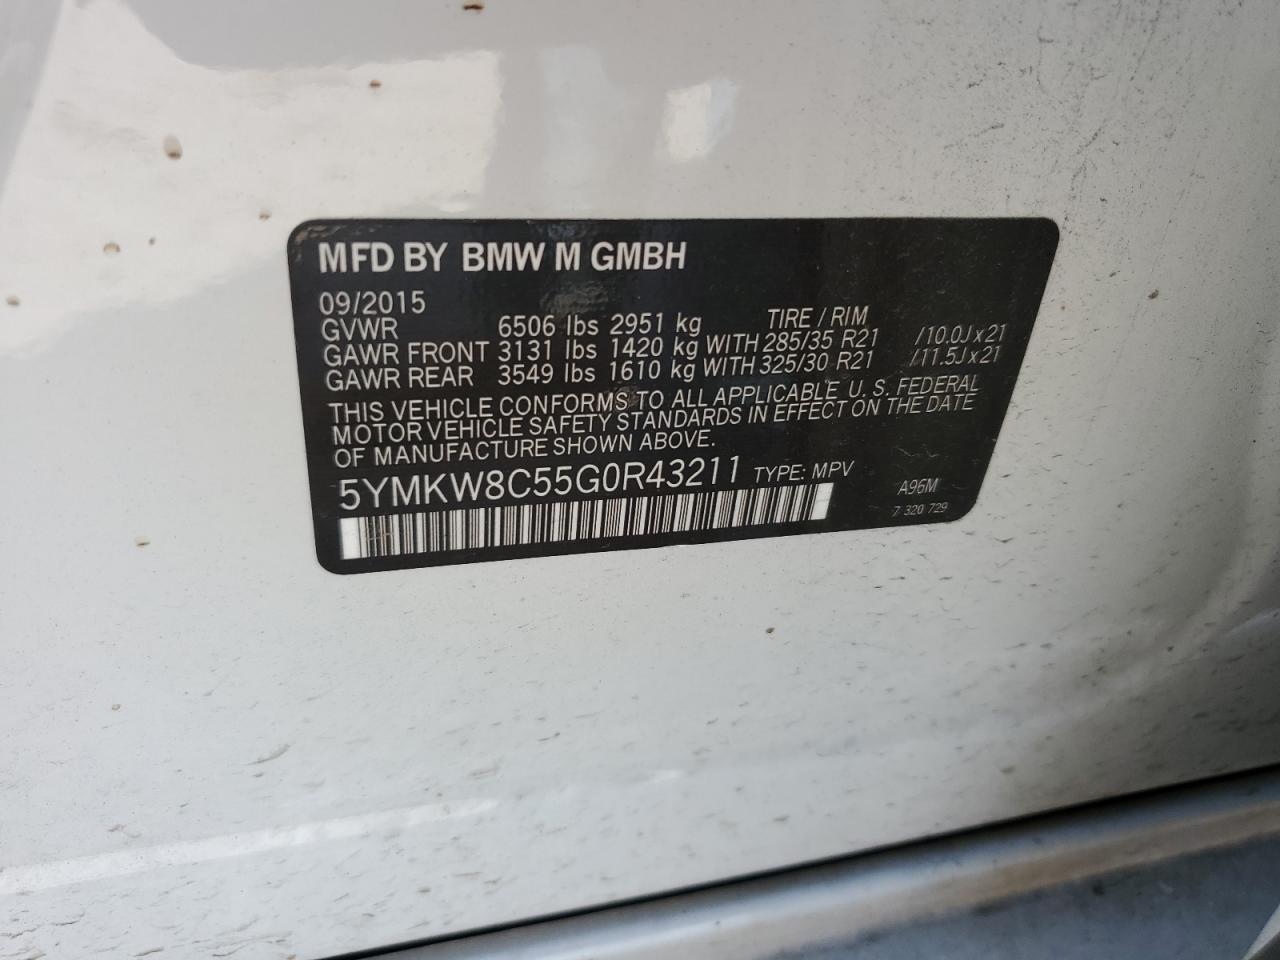 MFD BY BMW M GMBH
09/2015 TIRE / RIM
GVWR 6506 lbs 2951 kg
GAWR FRONT 3131 lbs 1420 kg WITH 285/35 R21 /10.0J x 21
GAWR REAR 3549 lbs 1610 kg WITH 325/30 R21 /11.5J x 21
THIS VEHICLE CONFORMS TO ALL APPLICABLE U. S. FEDERAL
MOTOR VEHICLE SAFETY STANDARDS IN EFFECT ON THE DATE
OF MANUFACTURE SHOWN ABOVE.
5YMKW8C55G0R43211 TYPE: MPV
A96M
7 320 729